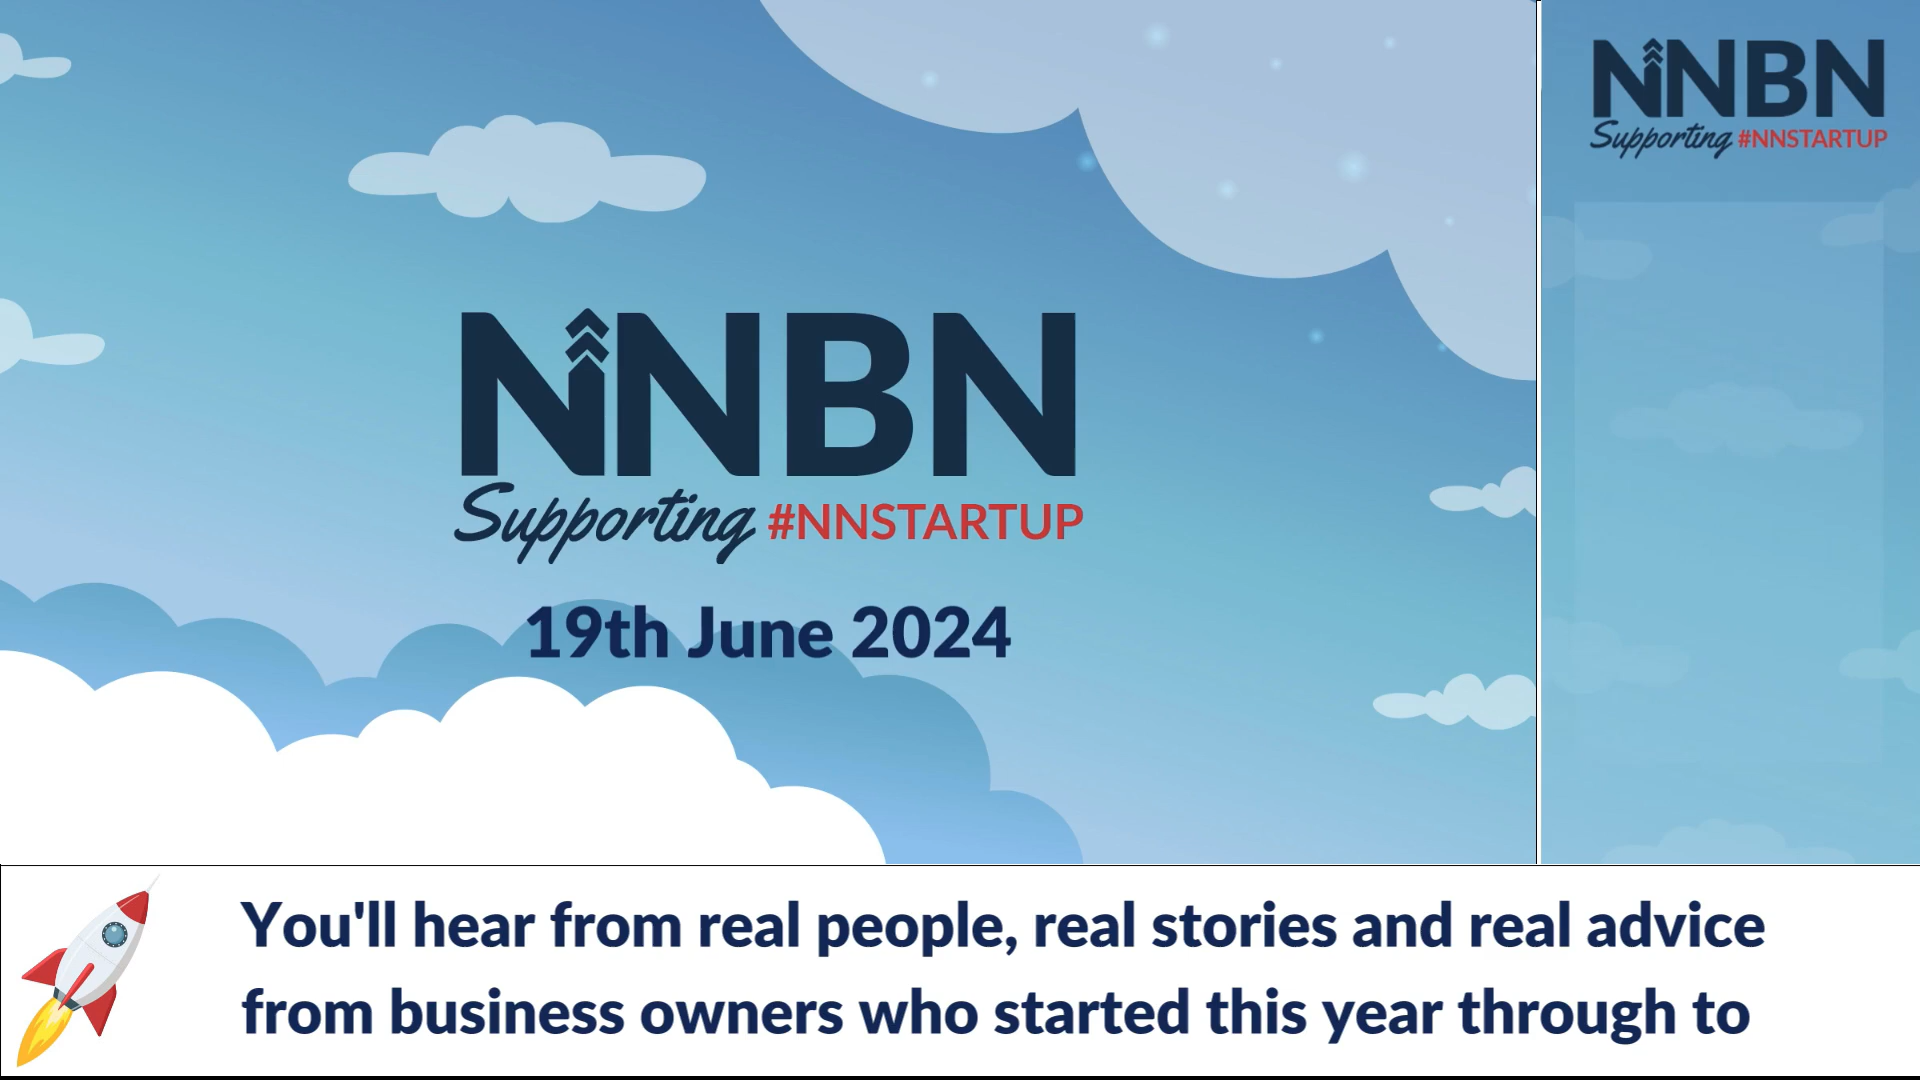 NNBN
Supporting #NNSTARTUP
19th June 2024
NNBN
Supporting #NNSTARTUP
You'll hear from real people, real stories and real advice
from business owners who started this year through to